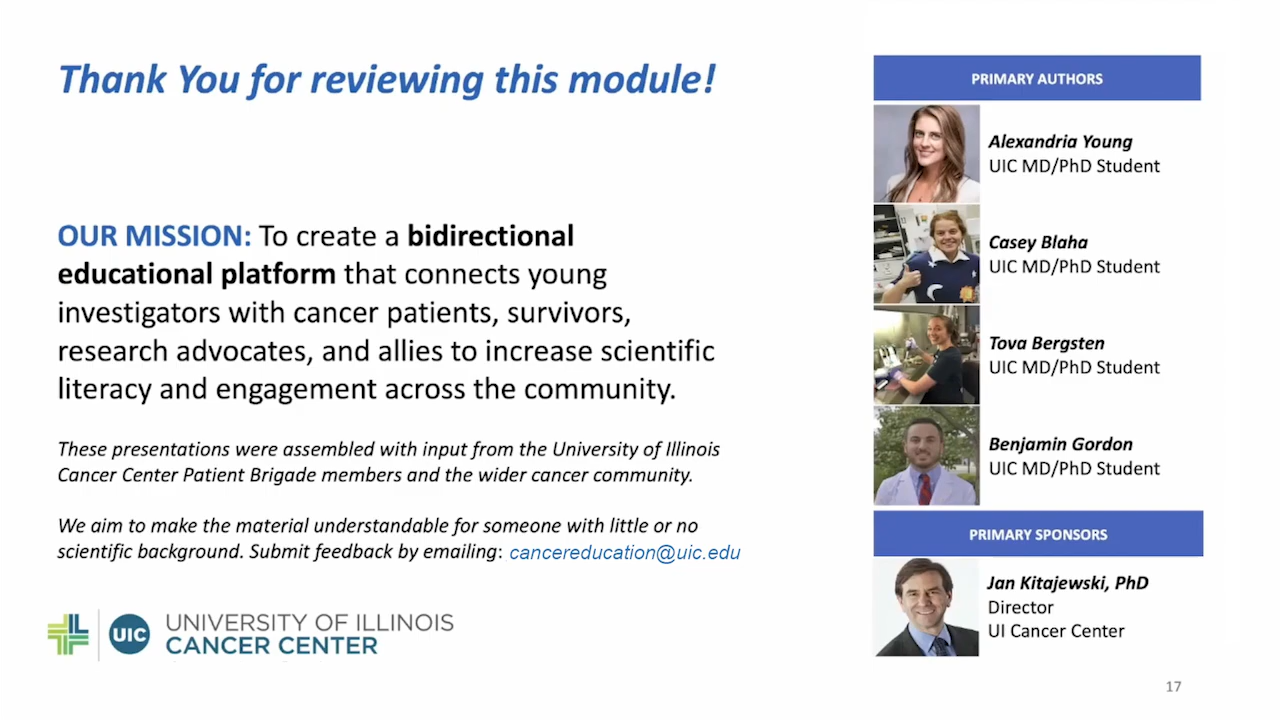 Thank You for reviewing this module!
OUR MISSION: To create a bidirectional
educational platform that connects young
investigators with cancer patients, survivors,
research advocates, and allies to increase scientific
literacy and engagement across the community.
These presentations were assembled with input from the University of Illinois
Cancer Center Patient Brigade members and the wider cancer community.
We aim to make the material understandable for someone with little or no
scientific background. Submit feedback by emailing: cancereducation@uic.edu
UIC
UNIVERSITY OF ILLINOIS
CANCER CENTER
PRIMARY AUTHORS
Alexandria Young
UIC MD/PhD Student
Casey Blaha
UIC MD/PhD Student
Tova Bergsten
UIC MD/PhD Student
Benjamin Gordon
UIC MD/PhD Student
PRIMARY SPONSORS
Jan Kitajewski, PhD
Director
UI Cancer Center
17